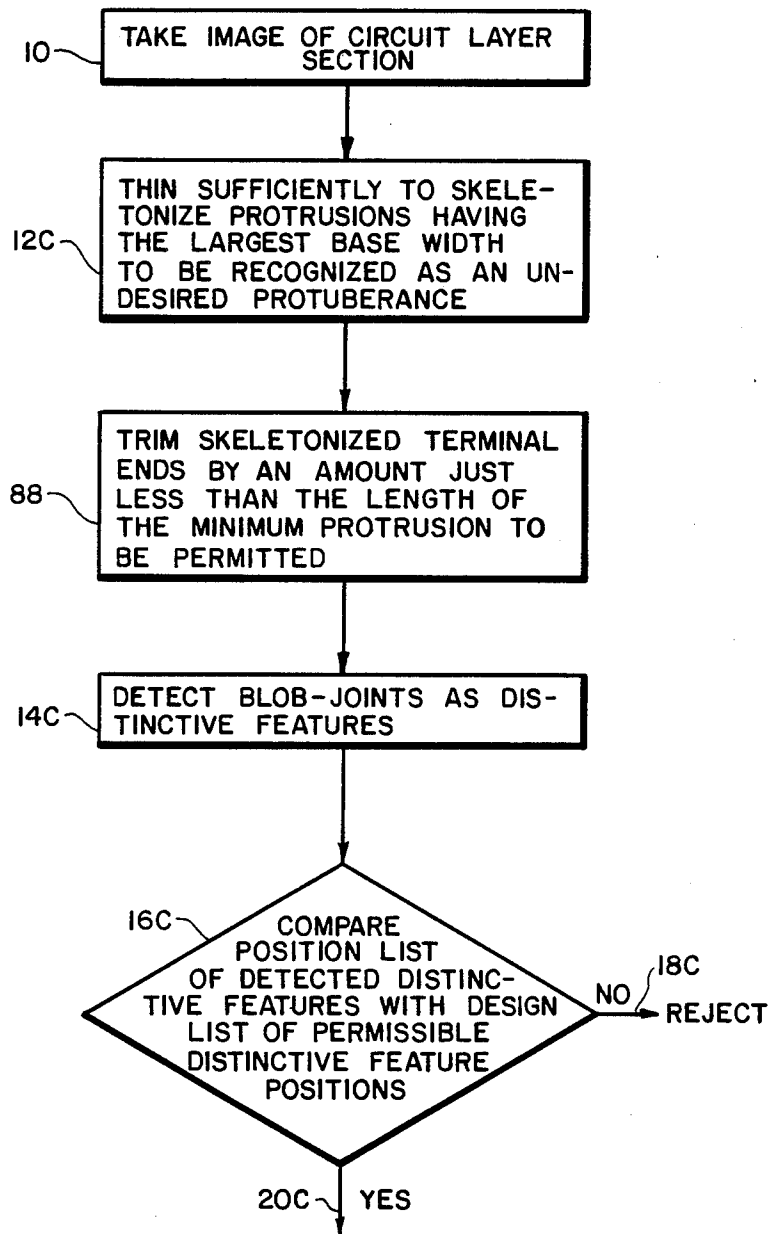 10
TAKE IMAGE OF CIRCUIT LAYER
SECTION
12C
THIN SUFFICIENTLY TO SKELE-
TONIZE PROTRUSIONS HAVING
THE LARGEST BASE WIDTH
TO BE RECOGNIZED AS AN UN-
DESIRED PROTUBERANCE
88
TRIM SKELETONIZED TERMINAL
ENDS BY AN AMOUNT JUST
LESS THAN THE LENGTH OF
THE MINIMUM PROTRUSION TO
BE PERMITTED
14C
DETECT BLOB-JOINTS AS DIS-
TINCTIVE FEATURES
16C
COMPARE
POSITION LIST
OF DETECTED DISTINC-
TIVE FEATURES WITH DESIGN
LIST OF PERMISSIBLE
DISTINCTIVE FEATURE
POSITIONS
NO
18C
REJECT
20C
YES